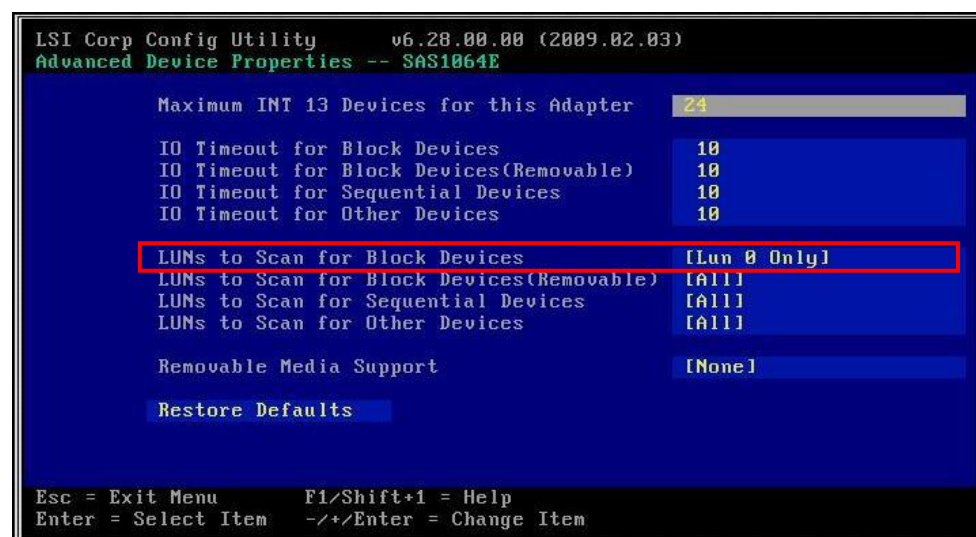 LSI Corp Config Utility v6.28.00.00 (2009.02.03)
Advanced Device Properties -- SAS1064E
Maximum INT 13 Devices for this Adapter 24
IO Timeout for Block Devices 10
IO Timeout for Block Devices(Removable) 10
IO Timeout for Sequential Devices 10
IO Timeout for Other Devices 10
LUNs to Scan for Block Devices [Lun 0 Only]
LUNs to Scan for Block Devices(Removable) [All]
LUNs to Scan for Sequential Devices [All]
LUNs to Scan for Other Devices [All]
Removable Media Support [None]
Restore Defaults
Esc = Exit Menu F1/Shift+1 = Help
Enter = Select Item -/+/Enter = Change Item